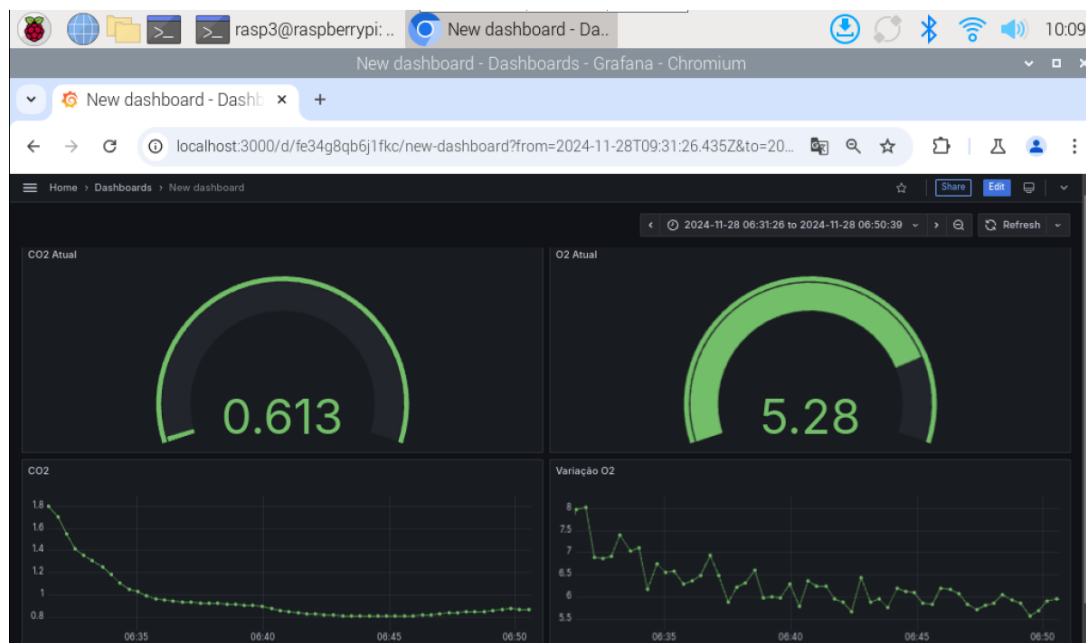 rasp3@raspberrypi: .. New dashboard - Da.. 10:09
New dashboard - Dashboards - Grafana - Chromium
New dashboard - Dashb
localhost:3000/d/fe34g8qb6j1fkc/new-dashboard?from=2024-11-28T09:31:26.435Z&to=20...
Home › Dashboards › New dashboard Share Edit
2024-11-28 06:31:26 to 2024-11-28 06:50:39 Refresh
CO2 Atual
0.613
O2 Atual
5.28
CO2
1.8
1.6
1.4
1.2
1
0.8
06:35 06:40 06:45 06:50
Variação O2
8
7.5
7
6.5
6
5.5
06:35 06:40 06:45 06:50